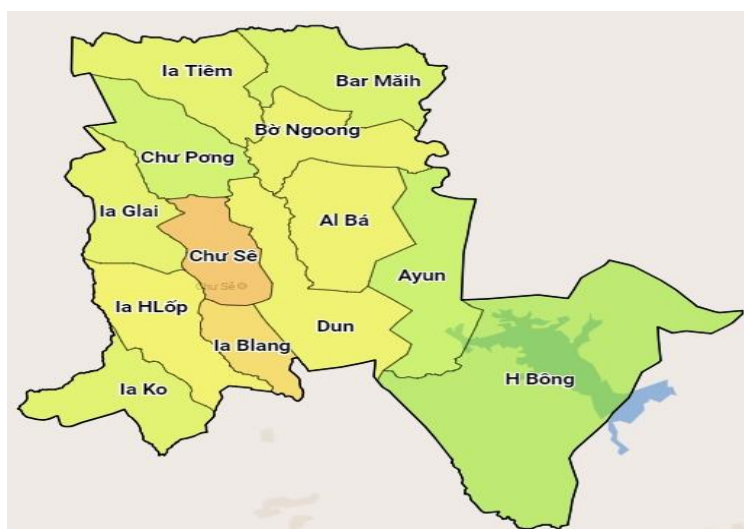 Ia Tiêm
Bar Măih
Bờ Ngoong
Chư Pơng
Ia Glai
Al Bá
Chư Sê
Ayun
Chư Sê
Ia HLốp
Dun
Ia Blang
H Bông
Ia Ko